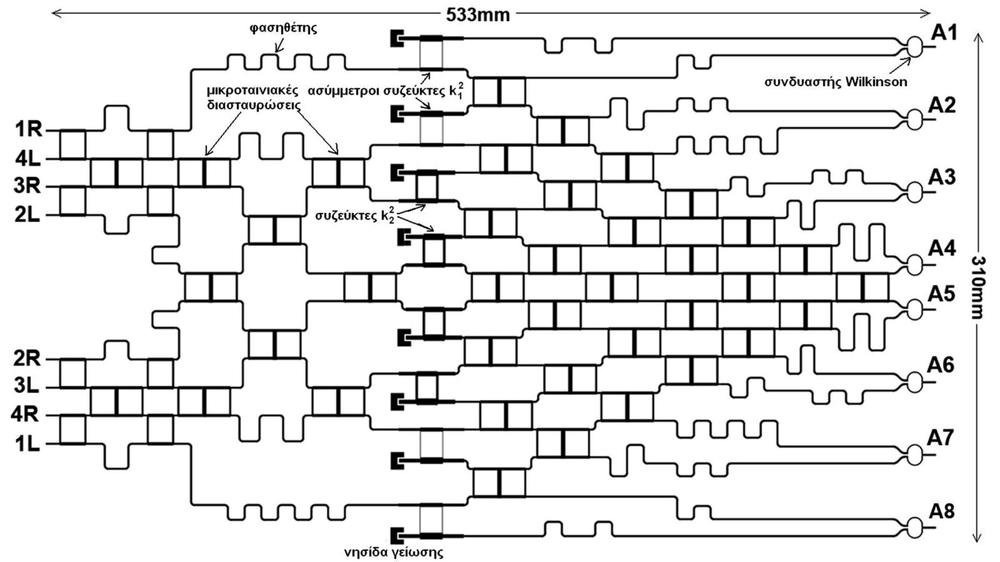 533mm
A1
φασηθέτης
συνδυαστής Wilkinson
μικροταινιακές
διασταυρώσεις
ασύμμετροι συζεύκτες k₁²
A2
1R
4L
3R
2L
A3
συζεύκτες k₂²
A4
310mm
A5
2R
3L
4R
1L
A6
A7
A8
νησίδα γείωσης